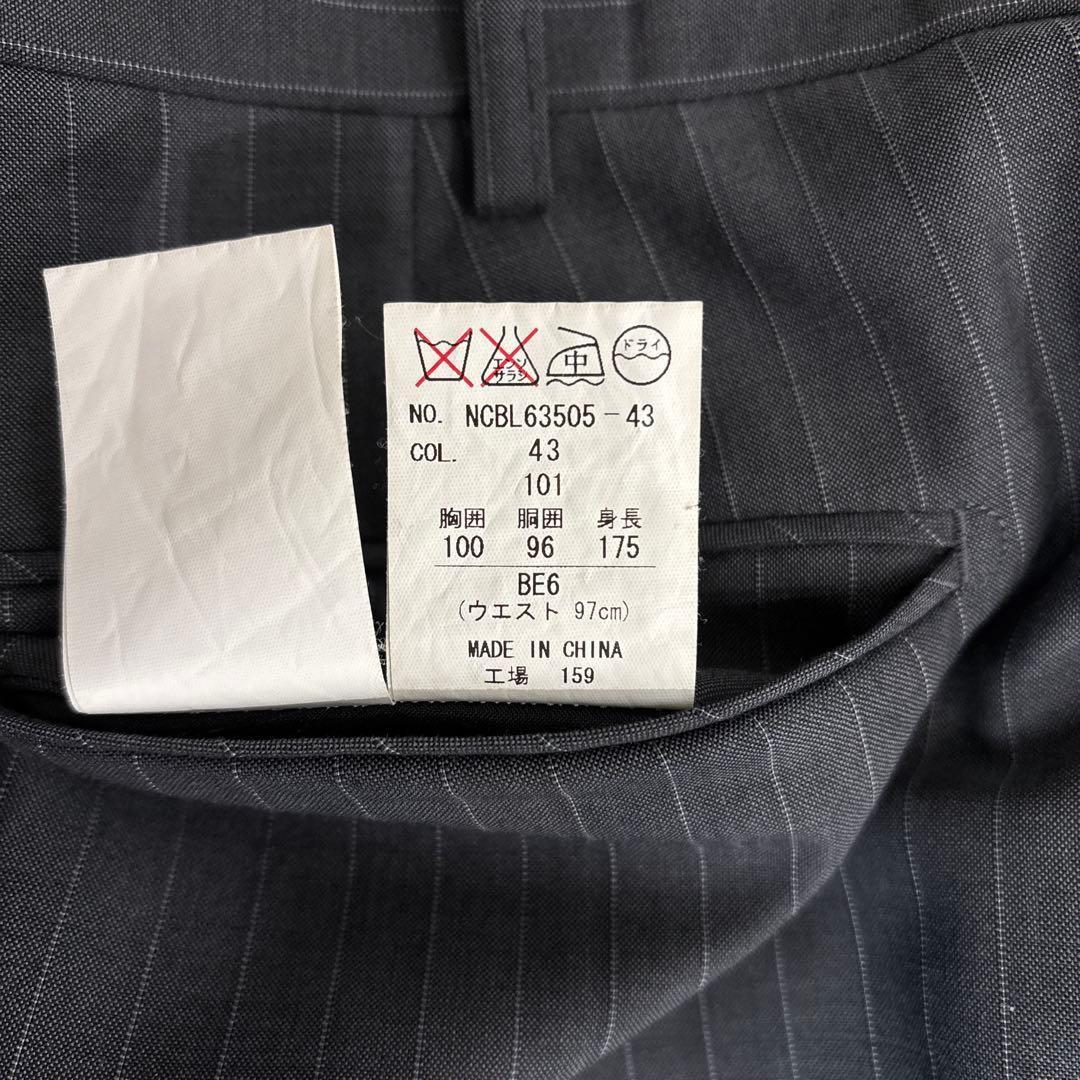 エンソ
サラシ
中
ドライ
NO. NCBL63505-43
COL. 43
101
胸囲 胴囲 身長
100 96 175
BE6
(ウエスト 97cm)
MADE IN CHINA
工場 159